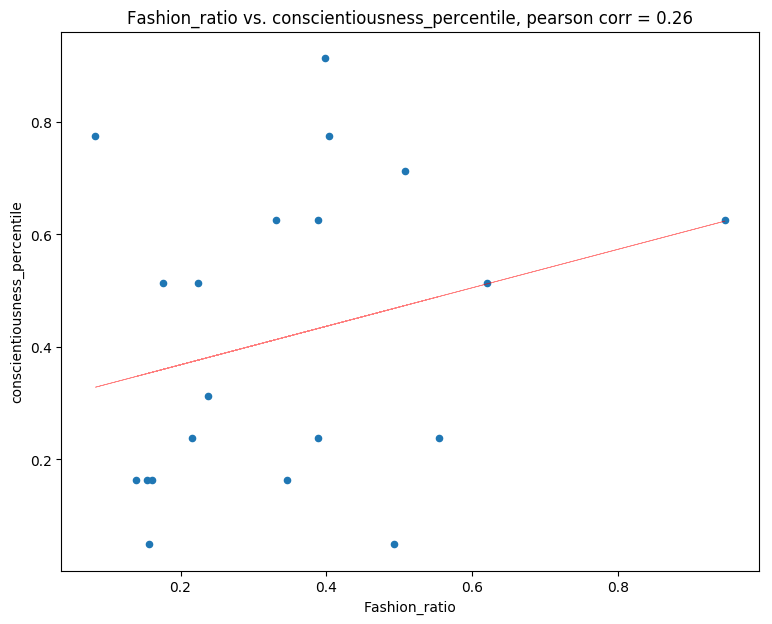 Fashion_ratio vs. conscientiousness_percentile, pearson corr = 0.26
conscientiousness_percentile
0.8
0.6
0.4
0.2
0.2 0.4 0.6 0.8
Fashion_ratio